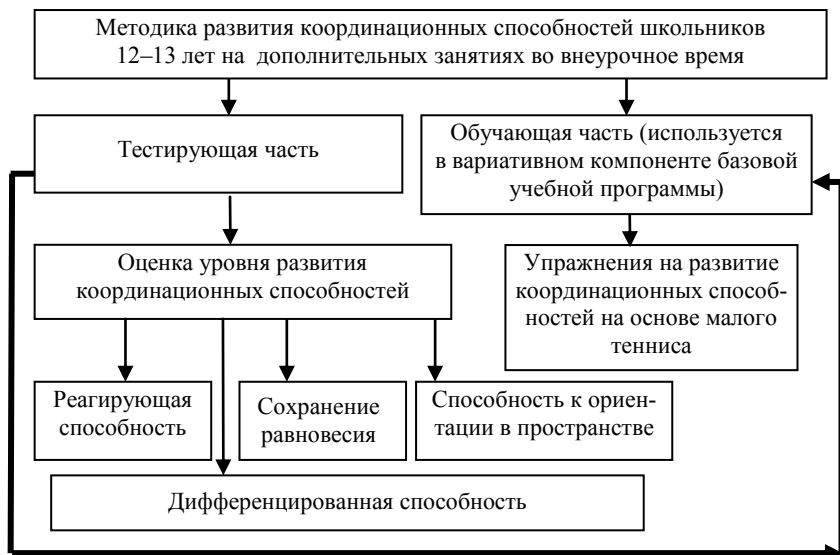 Методика развития координационных способностей школьников
12–13 лет на дополнительных занятиях во внеурочное время
Тестирующая часть
Обучающая часть (используется
в вариативном компоненте базовой
учебной программы)
Оценка уровня развития
координационных способностей
Упражнения на развитие
координационных способ-
ностей на основе малого
тенниса
Реагирующая
способность
Сохранение
равновесия
Способность к ориен-
тации в пространстве
Дифференцированная способность